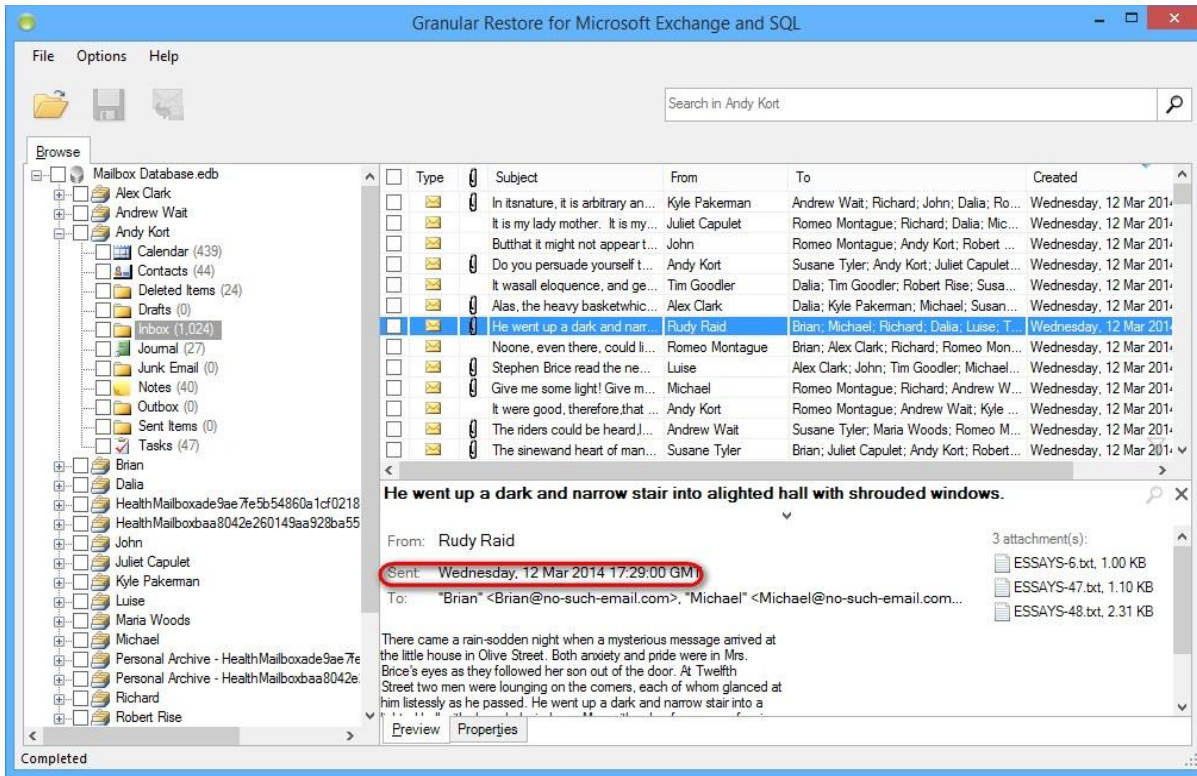 Granular Restore for Microsoft Exchange and SQL
File Options Help
Search in Andy Kort
Browse
Mailbox Database.edb
Alex Clark
Andrew Wait
Andy Kort
Calendar (439)
Contacts (44)
Deleted Items (24)
Drafts (0)
Inbox (1,024)
Journal (27)
Junk Email (0)
Notes (40)
Outbox (0)
Sent Items (0)
Tasks (47)
Brian
Dalia
HealthMailboxade9ae7fe5b54860a1cf0218
HealthMailboxbaa8042e260149aa928ba55
John
Juliet Capulet
Kyle Pakerman
Luise
Maria Woods
Michael
Personal Archive - HealthMailboxade9ae7fe
Personal Archive - HealthMailboxbaa8042e
Richard
Robert Rise
Type Subject From To Created
In itsnature, it is arbitrary an... Kyle Pakerman Andrew Wait; Richard; John; Dalia; Ro... Wednesday, 12 Mar 2014
It is my lady mother. It is my... Juliet Capulet Romeo Montague; Richard; Dalia; Mic... Wednesday, 12 Mar 2014
Butthat it might not appear t... John Romeo Montague; Andy Kort; Robert ... Wednesday, 12 Mar 2014
Do you persuade yourself t... Andy Kort Susane Tyler; Andy Kort; Juliet Capulet... Wednesday, 12 Mar 2014
It wasall eloquence, and ge... Tim Goodler Dalia; Tim Goodler; Robert Rise; Susa... Wednesday, 12 Mar 2014
Alas, the heavy basketwhic... Alex Clark Dalia; Kyle Pakerman; Michael; Susan... Wednesday, 12 Mar 2014
He went up a dark and narr... Rudy Raid Brian; Michael; Richard; Dalia; Luise; T... Wednesday, 12 Mar 2014
Noone, even there, could li... Romeo Montague Brian; Alex Clark; Richard; Romeo Mon... Wednesday, 12 Mar 2014
Stephen Brice read the ne... Luise Alex Clark; John; Tim Goodler; Michael... Wednesday, 12 Mar 2014
Give me some light! Give m... Michael Romeo Montague; Richard; Andrew W... Wednesday, 12 Mar 2014
It were good, therefore,that ... Andy Kort Romeo Montague; Andrew Wait; Kyle ... Wednesday, 12 Mar 2014
The riders could be heard,l... Andrew Wait Susane Tyler; Maria Woods; Romeo M... Wednesday, 12 Mar 2014
The sinewand heart of man... Susane Tyler Brian; Juliet Capulet; Andy Kort; Robert... Wednesday, 12 Mar 2014
He went up a dark and narrow stair into alighted hall with shrouded windows.
From: Rudy Raid
Sent: Wednesday, 12 Mar 2014 17:29:00 GMT
To: "Brian" <Brian@no-such-email.com>, "Michael" <Michael@no-such-email.com...
3 attachment(s):
ESSAYS-6.txt, 1.00 KB
ESSAYS-47.txt, 1.10 KB
ESSAYS-48.txt, 2.31 KB
There came a rain-sodden night when a mysterious message arrived at
the little house in Olive Street. Both anxiety and pride were in Mrs.
Brice's eyes as they followed her son out of the door. At Twelfth
Street two men were lounging on the corners, each of whom glanced at
him listessly as he passed. He went up a dark and narrow stair into a
Preview Properties
Completed